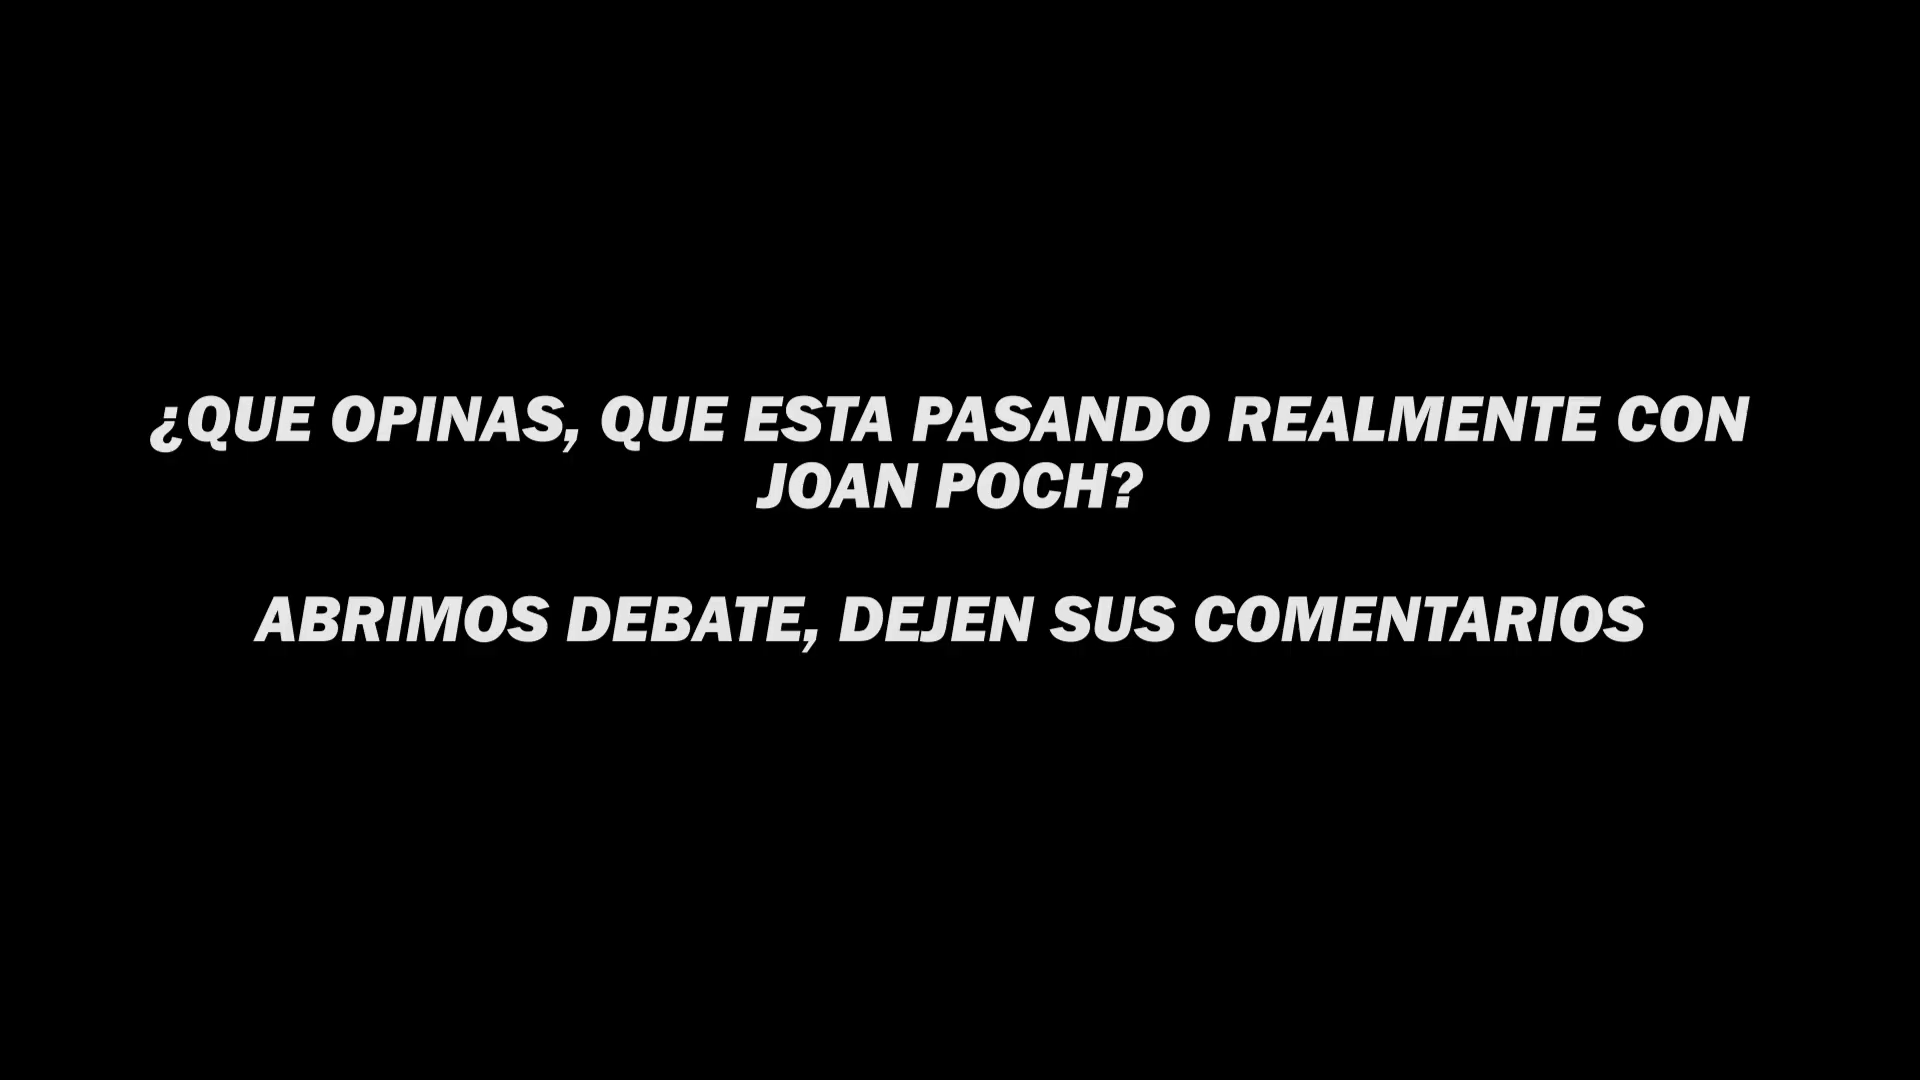 ¿QUE OPINAS, QUE ESTA PASANDO REALMENTE CON
JOAN POCH?
ABRIMOS DEBATE, DEJEN SUS COMENTARIOS